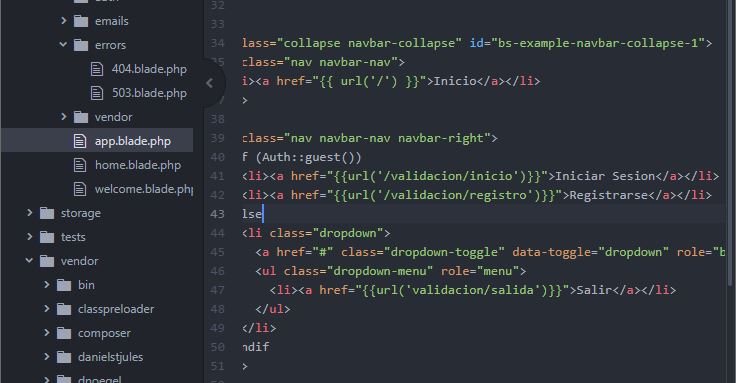 auth
emails
errors
404.blade.php
503.blade.php
vendor
app.blade.php
home.blade.php
welcome.blade.php
storage
tests
vendor
bin
classpreloader
composer
danielstjules
dnoegel
32
33
34 lass="collapse navbar-collapse" id="bs-example-navbar-collapse-1">
35 class="nav navbar-nav">
36 i><a href="{{ url('/') }}">Inicio</a></li>
37 >
38
39 class="nav navbar-nav navbar-right">
40 f (Auth::guest())
41 <li><a href="{{url('/validacion/inicio')}}">Iniciar Sesion</a></li>
42 <li><a href="{{url('/validacion/registro')}}">Registrarse</a></li>
43 lse
44 <li class="dropdown">
45 <a href="#" class="dropdown-toggle" data-toggle="dropdown" role="b
46 <ul class="dropdown-menu" role="menu">
47 <li><a href="{{url('validacion/salida')}}">Salir</a></li>
48 </ul>
49 </li>
50 ndif
51 >